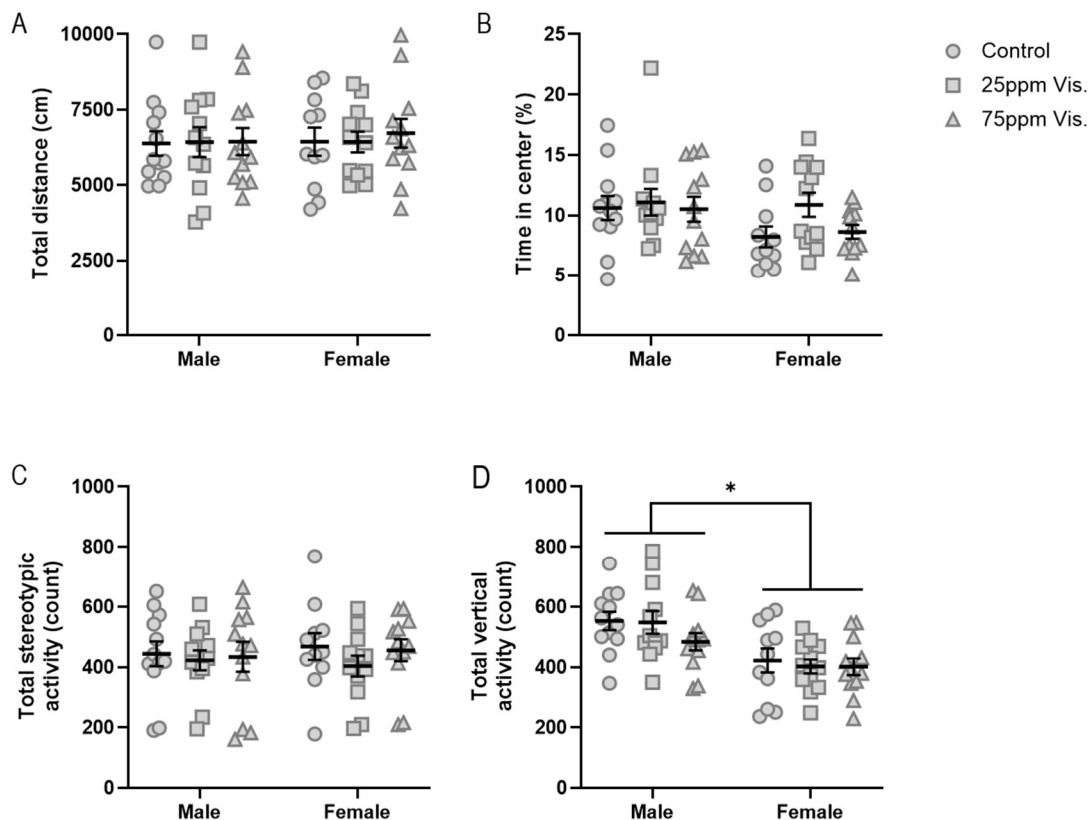 A
Total distance (cm)
10000
7500
5000
2500
0
Male
Female
B
Time in center (%)
25
20
15
10
5
0
Male
Female
Control
25ppm Vis.
75ppm Vis.
C
Total stereotypic
activity (count)
1000
800
600
400
200
0
Male
Female
D
Total vertical
activity (count)
1000
800
600
400
200
0
*
Male
Female